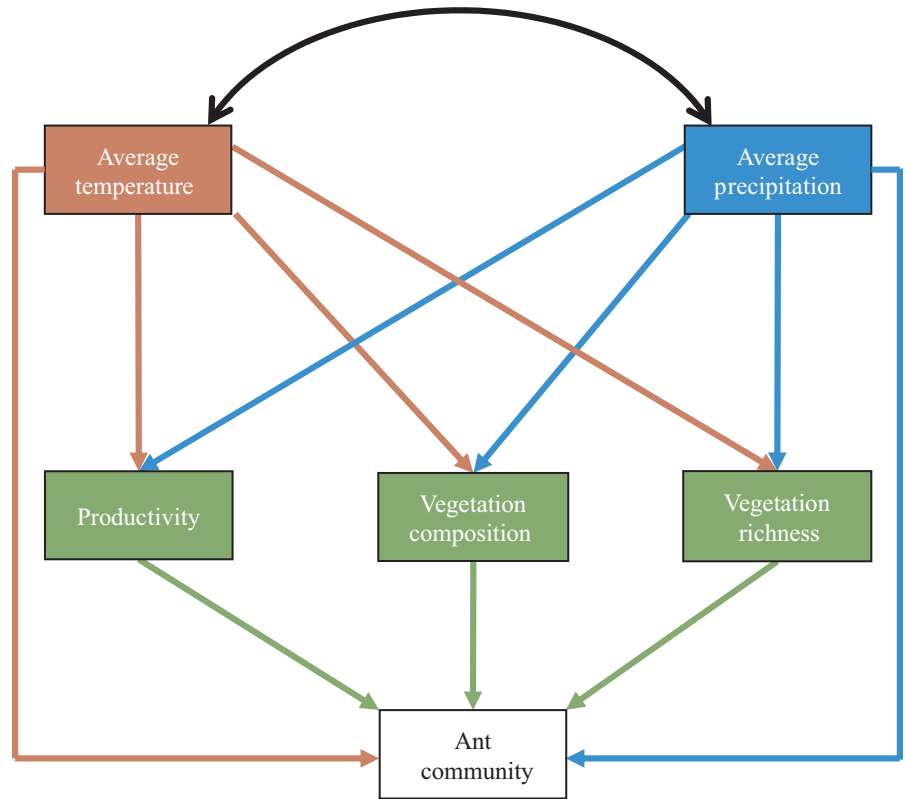 Average
temperature
Average
precipitation
Productivity
Vegetation
composition
Vegetation
richness
Ant
community